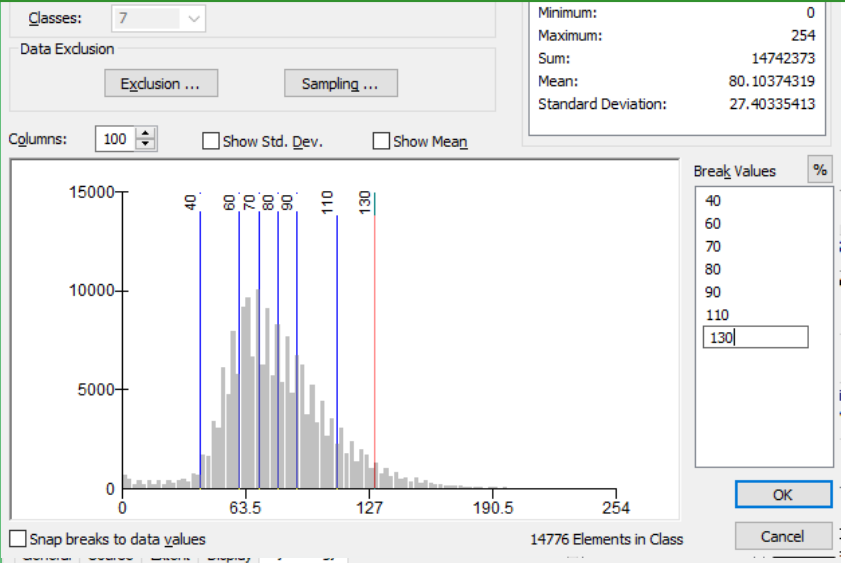 Classes: 7
Data Exclusion
Exclusion ... Sampling ...
Minimum: 0
Maximum: 254
Sum: 14742373
Mean: 80.10374319
Standard Deviation: 27.40335413
Columns: 100 Show Std. Dev. Show Mean
Break Values %
40
60
70
80
90
110
130
15000
10000
5000
0
40 60 70 80 90 110 130
0 63.5 127 190.5 254
OK
Cancel
Snap breaks to data values 14776 Elements in Class